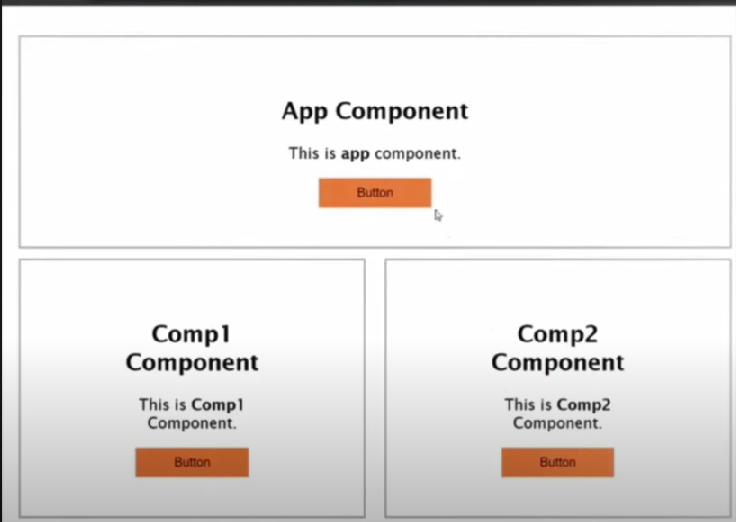 App Component
This is app component.
Button
Comp1
Component
This is Comp1
Component.
Button
Comp2
Component
This is Comp2
Component.
Button